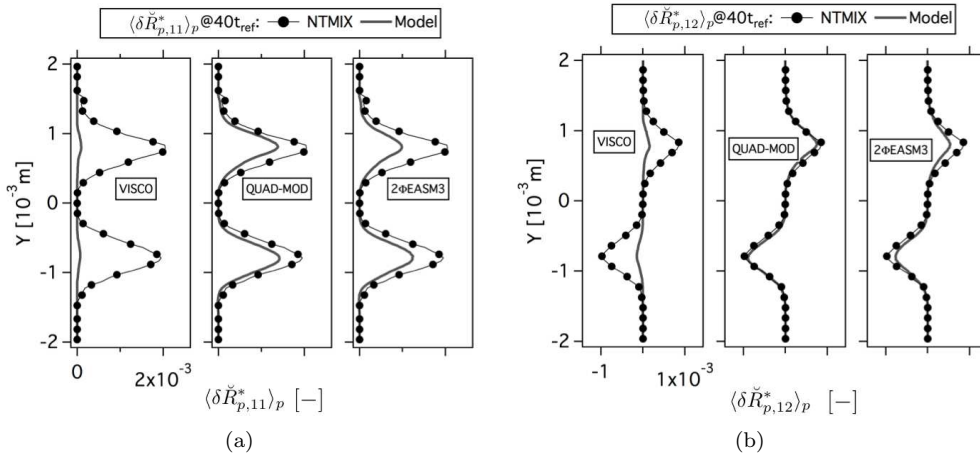 ⟨δR̆*p,11⟩p@40tref: NTMIX Model
2
1
0
-1
-2
Y [10⁻³m]
VISCO
QUAD-MOD
2ΦEASM3
0 2x10⁻³
⟨δR̆*p,11⟩p [−]
(a)
⟨δR̆*p,12⟩p@40tref: NTMIX Model
2
1
0
-1
-2
Y [10⁻³m]
VISCO
QUAD-MOD
2ΦEASM3
-1 1x10⁻³
⟨δR̆*p,12⟩p [−]
(b)